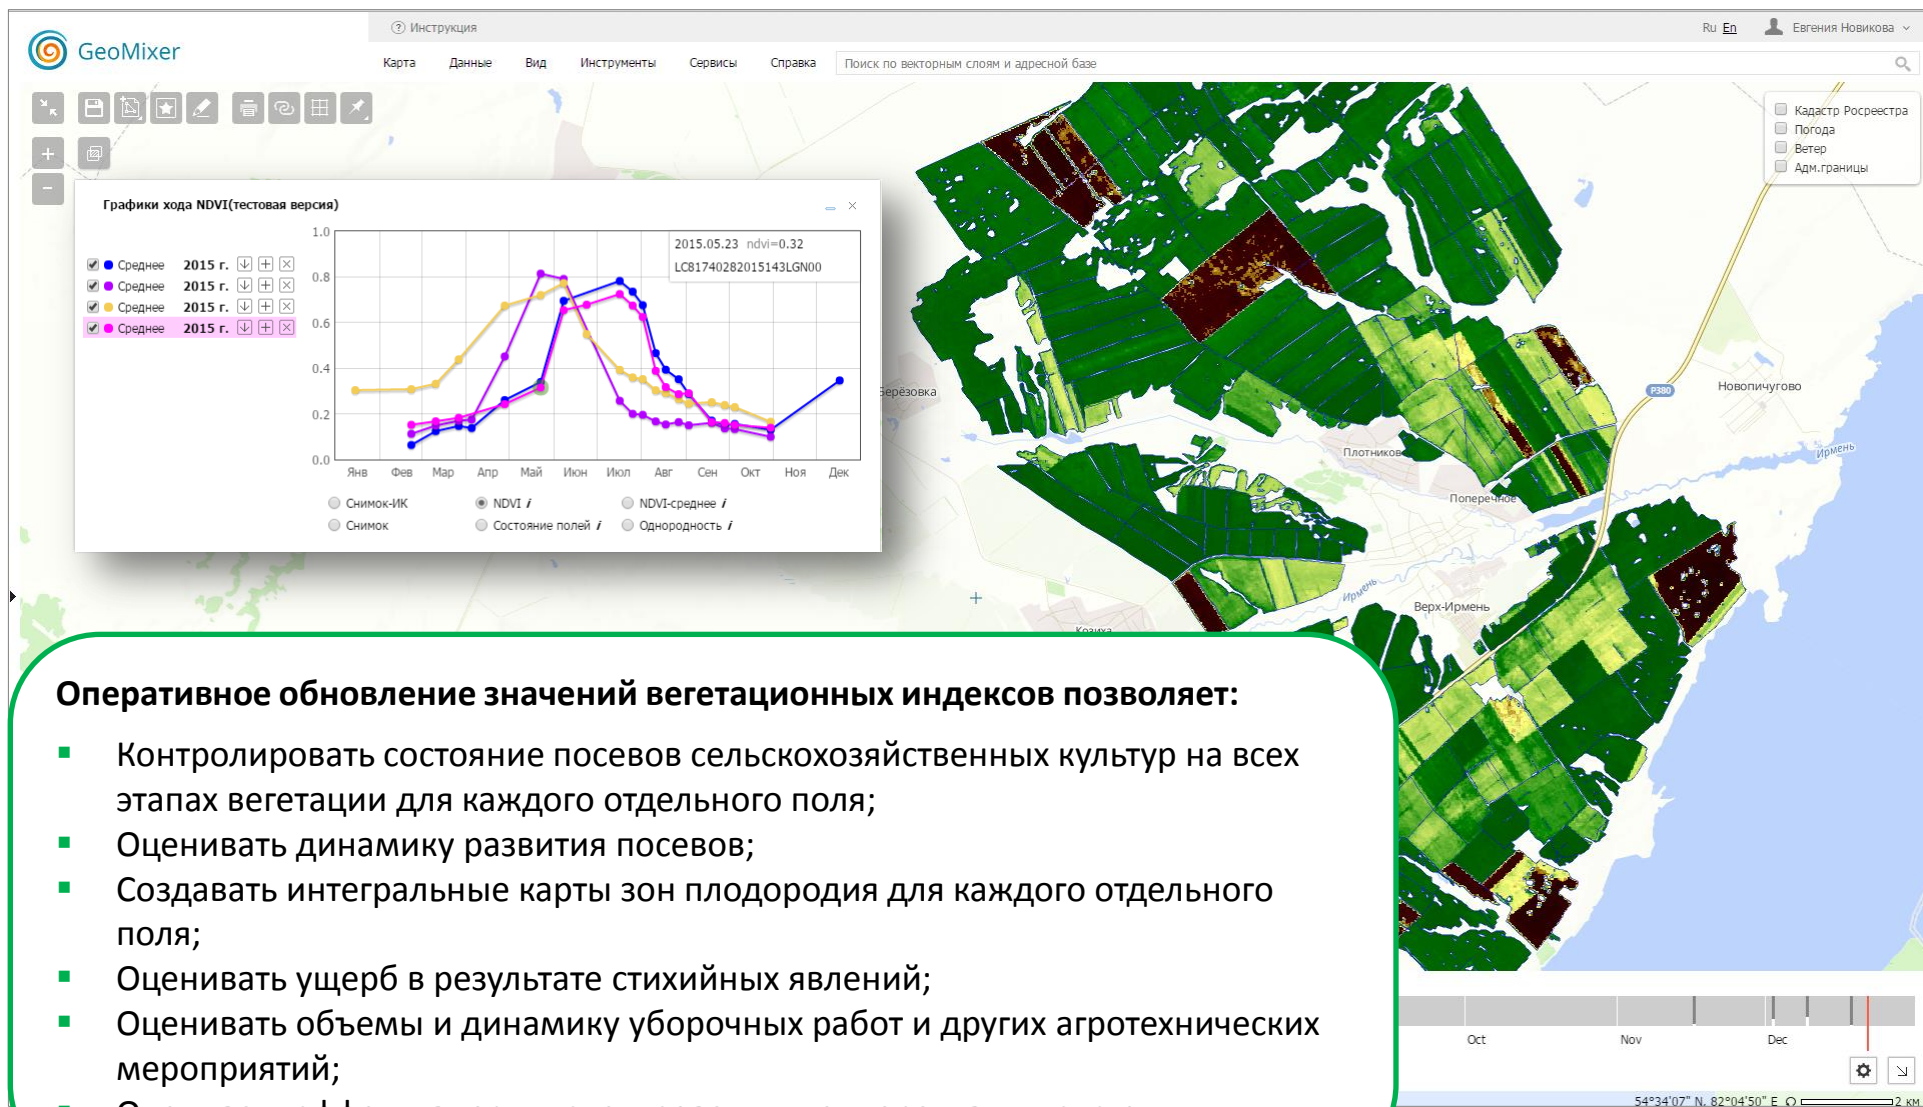 Инструкция
Ru En Евгения Новикова
GeoMixer
Карта Данные Вид Инструменты Сервисы Справка
Поиск по векторным слоям и адресной базе
Кадастр Росреестра
Погода
Ветер
Адм.границы
Графики хода NDVI(тестовая версия)
Среднее 2015 г.
Среднее 2015 г.
Среднее 2015 г.
Среднее 2015 г.
2015.05.23 ndvi=0.32
LC81740282015143LGN00
1.0
0.8
0.6
0.4
0.2
0.0
Янв Фев Мар Апр Май Июн Июл Авг Сен Окт Ноя Дек
Снимок-ИК NDVI i NDVI-среднее i
Снимок Состояние полей i Однородность i
Берёзовка
Р380
Новопичугово
Плотниково
Ирмень
Поперечное
Ирмень
Верх-Ирмень
Козиха
Оперативное обновление значений вегетационных индексов позволяет:
Контролировать состояние посевов сельскохозяйственных культур на всех
этапах вегетации для каждого отдельного поля;
Оценивать динамику развития посевов;
Создавать интегральные карты зон плодородия для каждого отдельного
поля;
Оценивать ущерб в результате стихийных явлений;
Оценивать объемы и динамику уборочных работ и других агротехнических
мероприятий;
Oct Nov Dec
54°34'07" N, 82°04'50" E 2 км